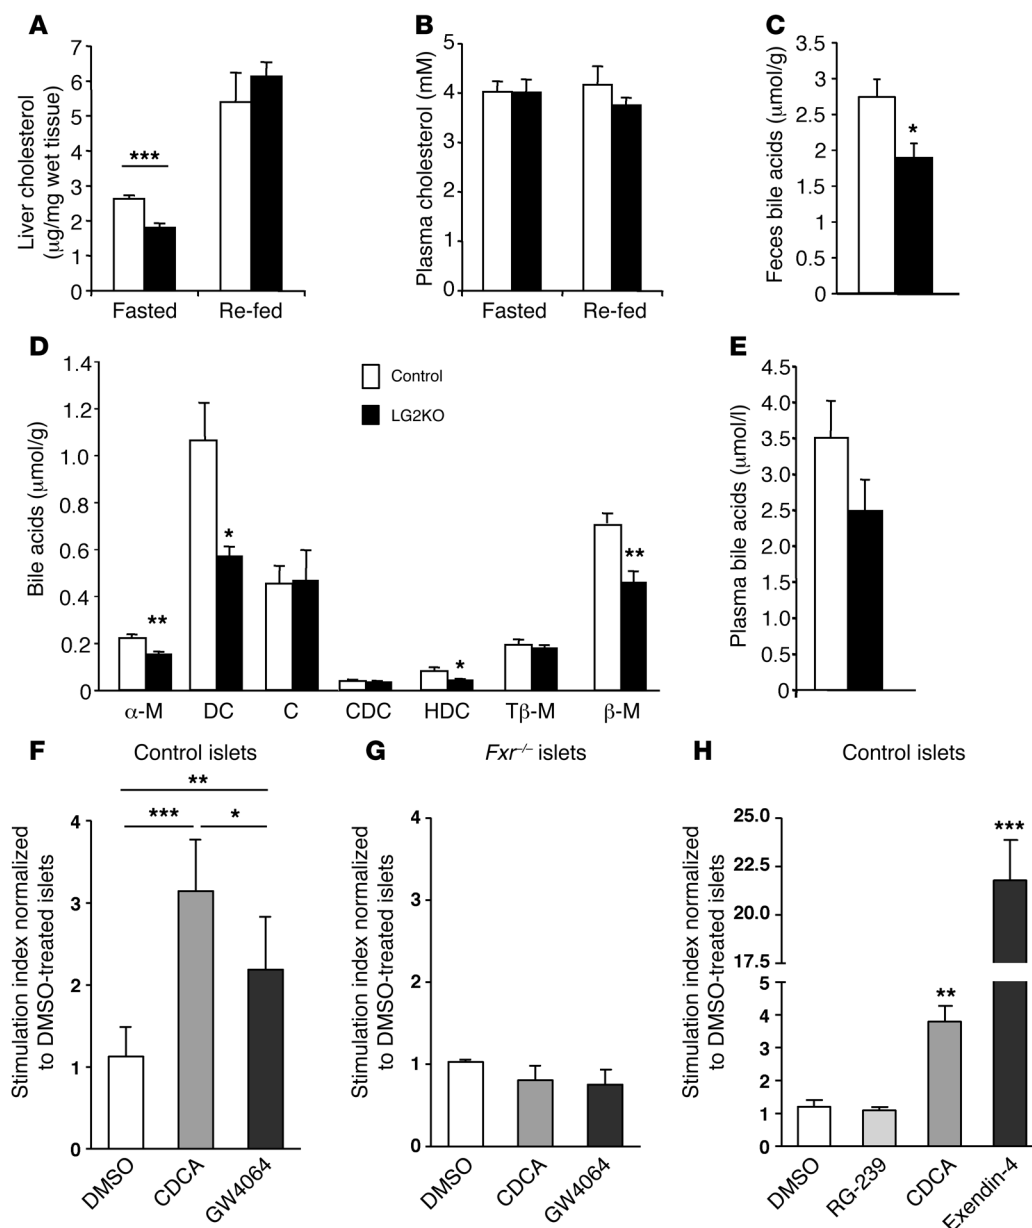 A
Liver cholesterol
(µg/mg wet tissue)
7
6
5
4
3
2
1
0
***
Fasted
Re-fed
B
Plasma cholesterol (mM)
5
4
3
2
1
0
Fasted
Re-fed
C
Feces bile acids (µmol/g)
3.5
3
2.5
2
1.5
1
0.5
0
*
D
Bile acids (µmol/g)
1.4
1.2
1.0
0.8
0.6
0.4
0.2
0
Control
LG2KO
**
*
*
**
α-M
DC
C
CDC
HDC
Tβ-M
β-M
E
Plasma bile acids (µmol/l)
4.5
4.0
3.5
3.0
2.5
2.0
1.5
1.0
0.5
0
F
Control islets
Stimulation index normalized
to DMSO-treated islets
4
3
2
1
0
**
***
*
DMSO
CDCA
GW4064
G
Fxr–/– islets
Stimulation index normalized
to DMSO-treated islets
4
3
2
1
0
DMSO
CDCA
GW4064
H
Control islets
Stimulation index normalized
to DMSO-treated islets
25.0
22.5
20.0
17.5
5
4
3
2
1
0
**
***
DMSO
RG-239
CDCA
Exendin-4